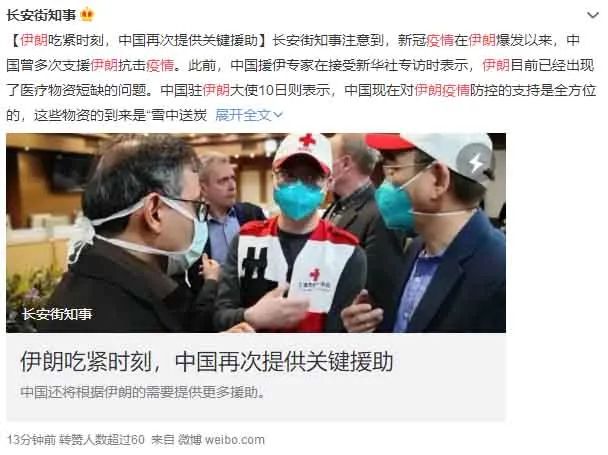 长安街知事
【伊朗吃紧时刻，中国再次提供关键援助】长安街知事注意到，新冠疫情在伊朗爆发以来，中
国曾多次支援伊朗抗击疫情。此前，中国援伊专家在接受新华社专访时表示，伊朗目前已经出现
了医疗物资短缺的问题。中国驻伊朗大使10日则表示，中国现在对伊朗疫情防控的支持是全方位
的，这些物资的到来是“雪中送炭 展开全文
长安街知事
伊朗吃紧时刻，中国再次提供关键援助
中国还将根据伊朗的需要提供更多援助。
13分钟前 转赞人数超过60 来自 微博 weibo.com